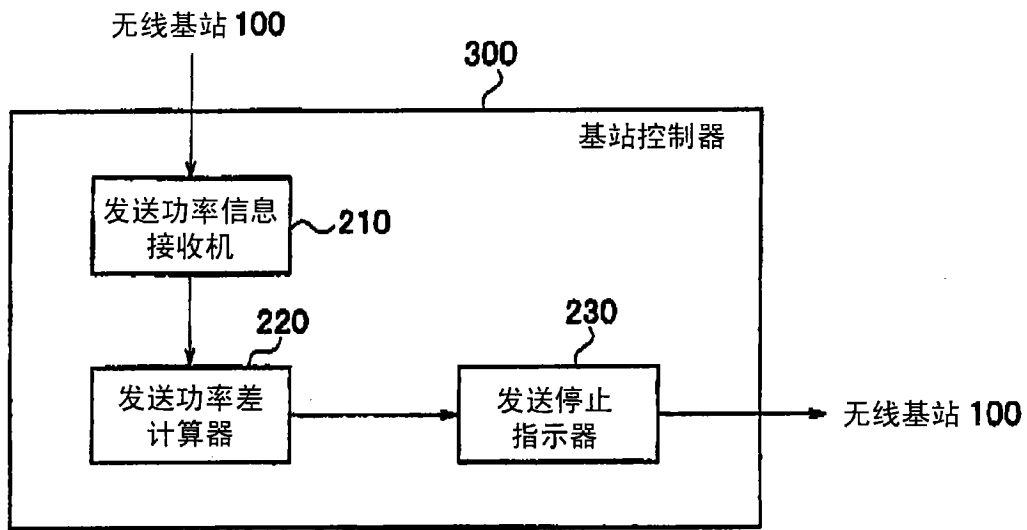 无线基站 100
300
基站控制器
发送功率信息
接收机
210
220
发送功率差
计算器
230
发送停止
指示器
无线基站 100